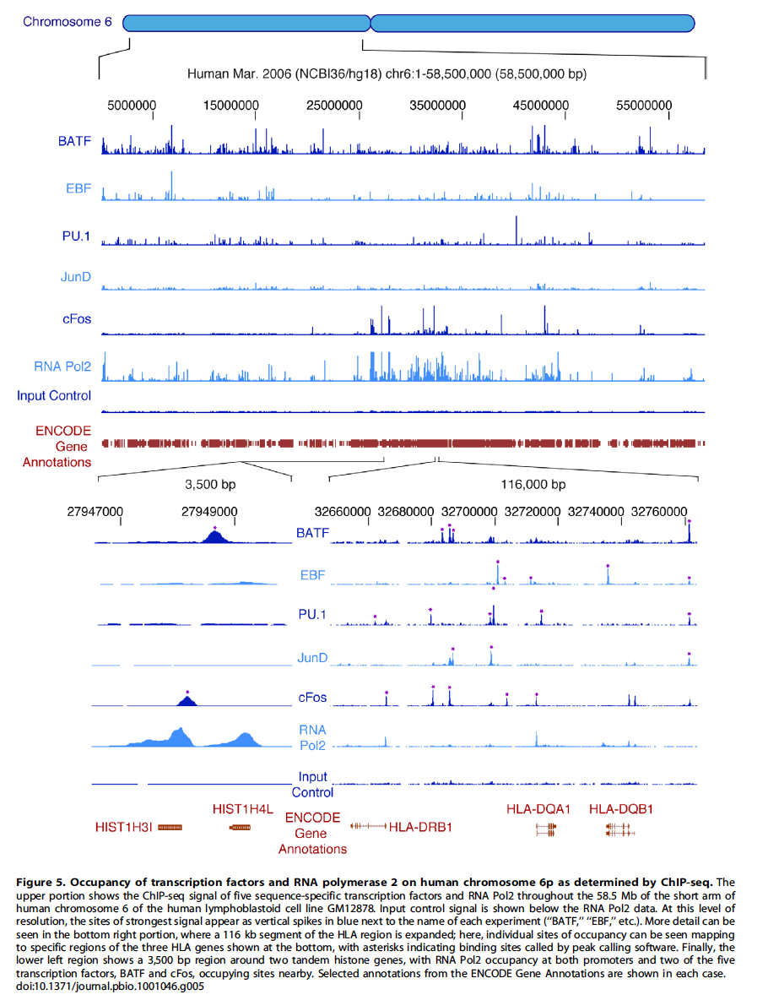 Chromosome 6
Human Mar. 2006 (NCBI36/hg18) chr6:1-58,500,000 (58,500,000 bp)
5000000 15000000 25000000 35000000 45000000 55000000
BATF
EBF
PU.1
JunD
cFos
RNA Pol2
Input Control
ENCODE
Gene
Annotations
3,500 bp 116,000 bp
27947000 27949000 32660000 32680000 32700000 32720000 32740000 32760000
BATF
EBF
PU.1
JunD
cFos
RNA
Pol2
Input
Control
HIST1H3I HIST1H4L ENCODE
Gene
Annotations
HLA-DRB1 HLA-DQA1 HLA-DQB1
Figure 5. Occupancy of transcription factors and RNA polymerase 2 on human chromosome 6p as determined by ChIP-seq. The
upper portion shows the ChIP-seq signal of five sequence-specific transcription factors and RNA Pol2 throughout the 58.5 Mb of the short arm of
human chromosome 6 of the human lymphoblastoid cell line GM12878. Input control signal is shown below the RNA Pol2 data. At this level of
resolution, the sites of strongest signal appear as vertical spikes in blue next to the name of each experiment (“BATF,” “EBF,” etc.). More detail can be
seen in the bottom right portion, where a 116 kb segment of the HLA region is expanded; here, individual sites of occupancy can be seen mapping
to specific regions of the three HLA genes shown at the bottom, with asterisks indicating binding sites called by peak calling software. Finally, the
lower left region shows a 3,500 bp region around two tandem histone genes, with RNA Pol2 occupancy at both promoters and two of the five
transcription factors, BATF and cFos, occupying sites nearby. Selected annotations from the ENCODE Gene Annotations are shown in each case.
doi:10.1371/journal.pbio.1001046.g005